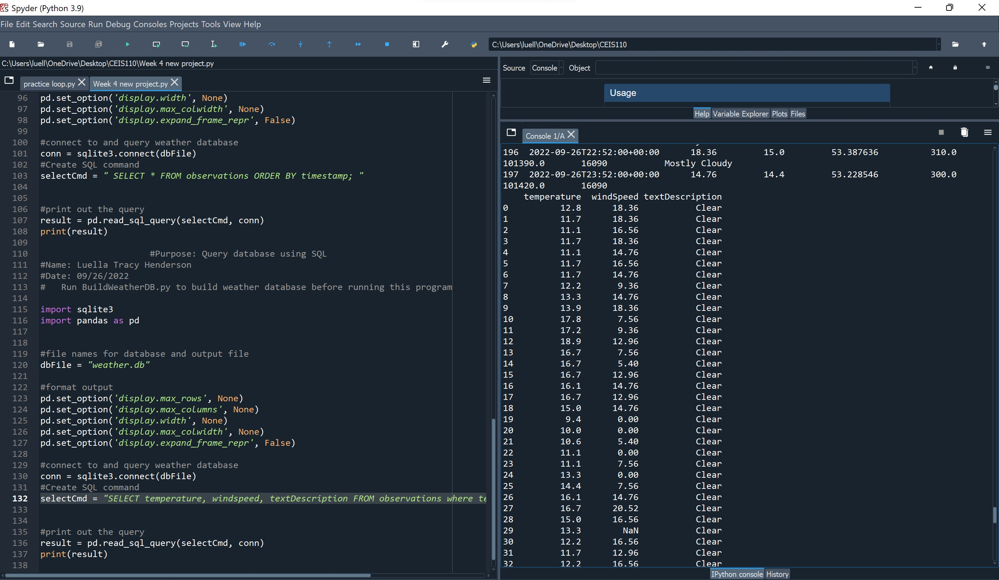 Spyder (Python 3.9)
File Edit Search Source Run Debug Consoles Projects Tools View Help
C:\Users\luell\OneDrive\Desktop\CEIS110
C:\Users\luell\OneDrive\Desktop\CEIS110\Week 4 new project.py
practice loop.py Week 4 new project.py
96 pd.set_option('display.width', None)
97 pd.set_option('display.max_colwidth', None)
98 pd.set_option('display.expand_frame_repr', False)
99
100 #connect to and query weather database
101 conn = sqlite3.connect(dbFile)
102 #Create SQL command
103 selectCmd = " SELECT * FROM observations ORDER BY timestamp; "
104
105
106 #print out the query
107 result = pd.read_sql_query(selectCmd, conn)
108 print(result)
109
110 #Purpose: Query database using SQL
111 #Name: Luella Tracy Henderson
112 #Date: 09/26/2022
113 #   Run BuildWeatherDB.py to build weather database before running this program
114
115 import sqlite3
116 import pandas as pd
117
118
119 #file names for database and output file
120 dbFile = "weather.db"
121
122 #format output
123 pd.set_option('display.max_rows', None)
124 pd.set_option('display.max_columns', None)
125 pd.set_option('display.width', None)
126 pd.set_option('display.max_colwidth', None)
127 pd.set_option('display.expand_frame_repr', False)
128
129 #connect to and query weather database
130 conn = sqlite3.connect(dbFile)
131 #Create SQL command
132 selectCmd = "SELECT temperature, windspeed, textDescription FROM observations where te
133
134
135 #print out the query
136 result = pd.read_sql_query(selectCmd, conn)
137 print(result)
138
Source Console Object
Usage
Help Variable Explorer Plots Files
Console 1/A
196 2022-09-26T22:52:00+00:00 18.36 15.0 53.387636 310.0
101390.0 16090 Mostly Cloudy
197 2022-09-26T23:52:00+00:00 14.76 14.4 53.228546 300.0
101420.0 16090
temperature windSpeed textDescription
0 12.8 18.36 Clear
1 11.7 18.36 Clear
2 11.1 16.56 Clear
3 11.7 18.36 Clear
4 11.1 14.76 Clear
5 11.7 16.56 Clear
6 11.7 14.76 Clear
7 12.2 9.36 Clear
8 13.3 14.76 Clear
9 13.9 18.36 Clear
10 17.8 7.56 Clear
11 17.2 9.36 Clear
12 18.9 12.96 Clear
13 16.7 7.56 Clear
14 16.7 5.40 Clear
15 16.7 12.96 Clear
16 16.1 14.76 Clear
17 16.7 12.96 Clear
18 15.0 14.76 Clear
19 9.4 0.00 Clear
20 10.0 0.00 Clear
21 10.6 5.40 Clear
22 11.1 0.00 Clear
23 11.1 7.56 Clear
24 13.3 0.00 Clear
25 14.4 7.56 Clear
26 16.1 14.76 Clear
27 16.7 20.52 Clear
28 15.0 16.56 Clear
29 13.3 NaN Clear
30 12.2 16.56 Clear
31 11.7 12.96 Clear
32 12.2 16.56 Clear
IPython console History